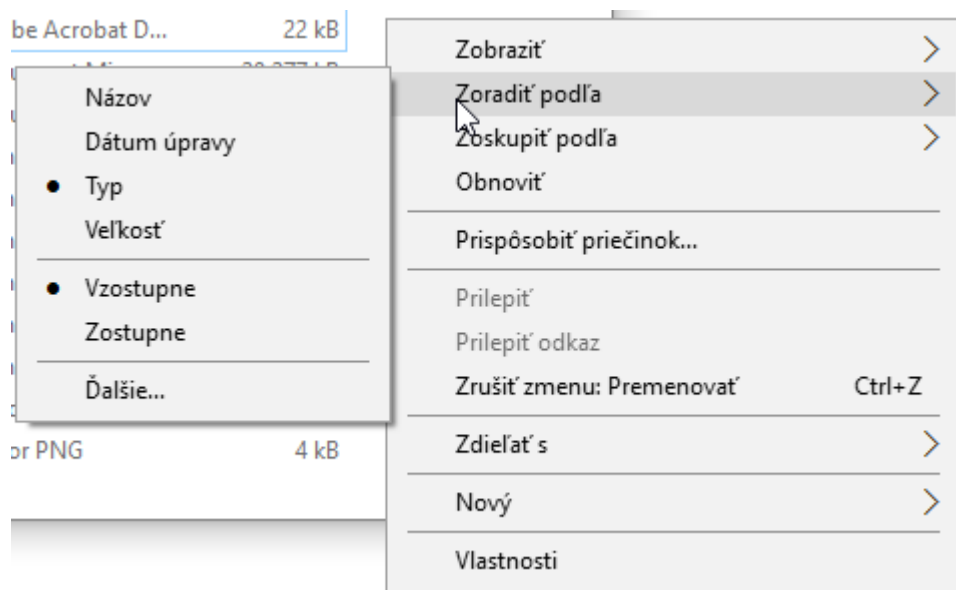 be Acrobat D... 22 kB
Názov
Dátum úpravy
Typ
Veľkosť
Vzostupne
Zostupne
Ďalšie...
or PNG 4 kB
Zobraziť
Zoradiť podľa
Zoskupiť podľa
Obnoviť
Prispôsobiť priečinok...
Prilepiť
Prilepiť odkaz
Zrušiť zmenu: Premenovať Ctrl+Z
Zdieľať s
Nový
Vlastnosti